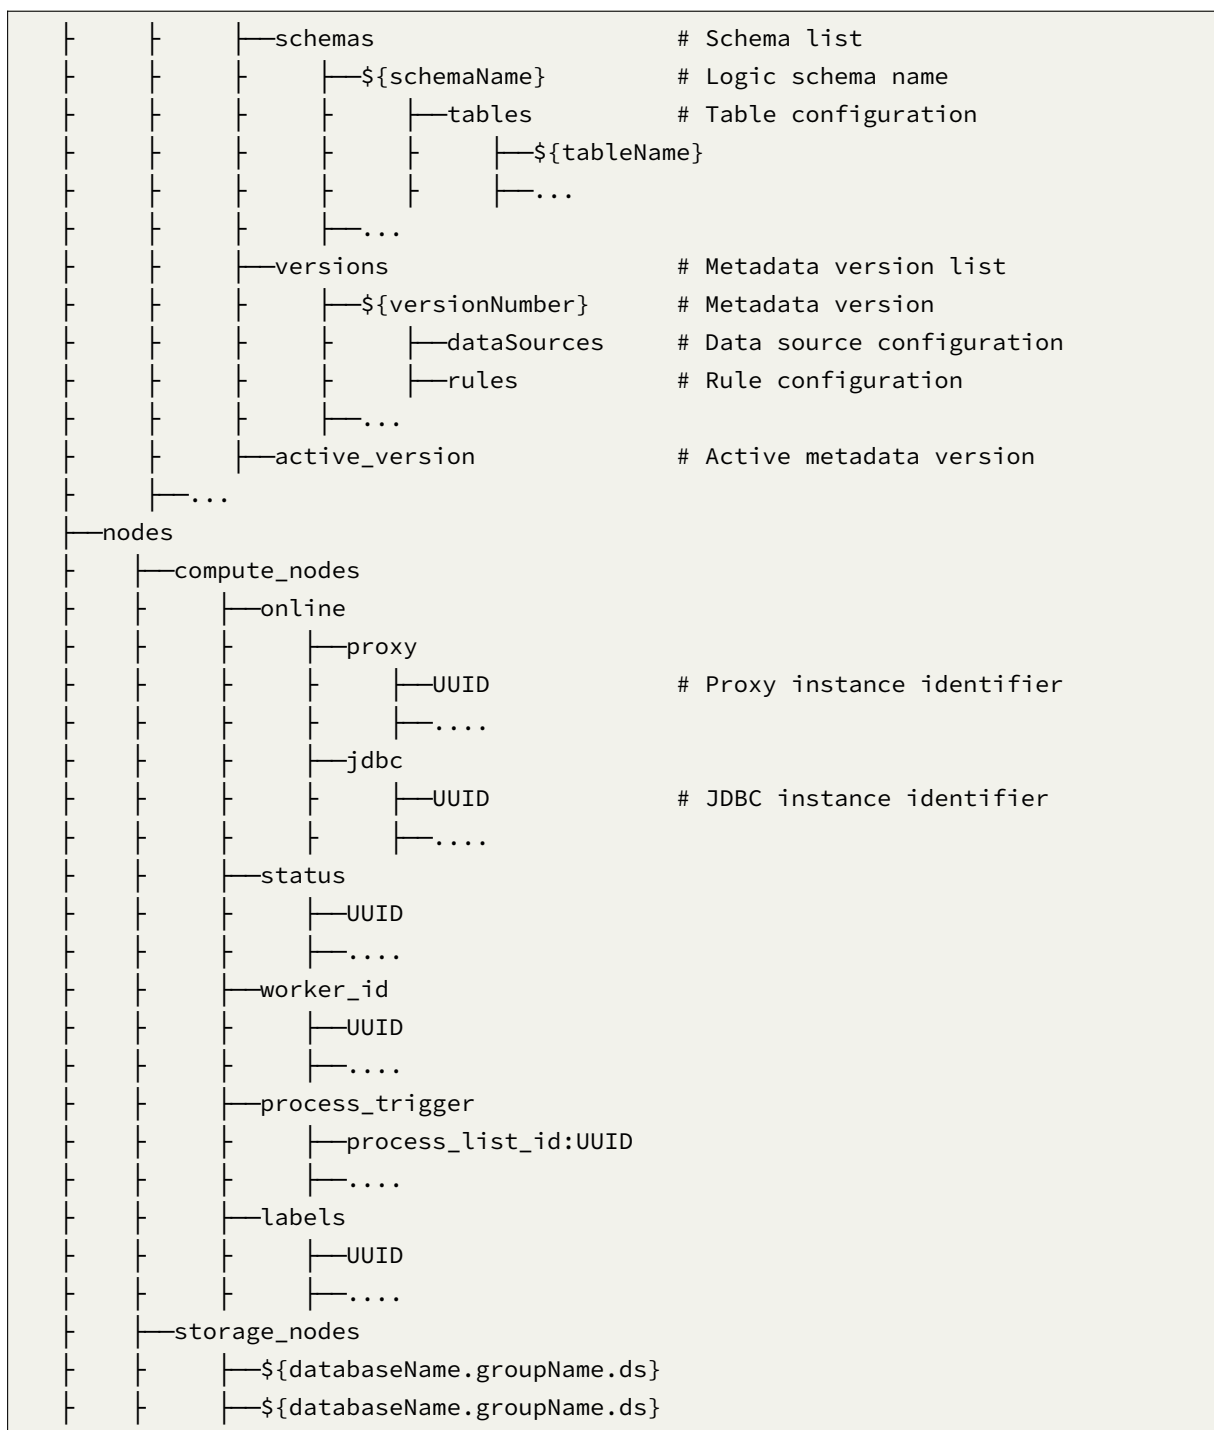 ├       ├       ├──schemas                            # Schema list
├       ├       ├       ├──${schemaName}              # Logic schema name
├       ├       ├       ├       ├──tables             # Table configuration
├       ├       ├       ├       ├       ├──${tableName}
├       ├       ├       ├       ├       ├──...
├       ├       ├       ├──...
├       ├       ├──versions                           # Metadata version list
├       ├       ├       ├──${versionNumber}           # Metadata version
├       ├       ├       ├       ├──dataSources        # Data source configuration
├       ├       ├       ├       ├──rules              # Rule configuration
├       ├       ├       ├──...
├       ├       ├──active_version                     # Active metadata version
├       ├──...
├──nodes
├      ├──compute_nodes
├      ├       ├──online
├      ├       ├       ├──proxy
├      ├       ├       ├       ├──UUID                # Proxy instance identifier
├      ├       ├       ├       ├──....
├      ├       ├       ├──jdbc
├      ├       ├       ├       ├──UUID                # JDBC instance identifier
├      ├       ├       ├       ├──....
├      ├       ├──status
├      ├       ├       ├──UUID
├      ├       ├       ├──....
├      ├       ├──worker_id
├      ├       ├       ├──UUID
├      ├       ├       ├──....
├      ├       ├──process_trigger
├      ├       ├       ├──process_list_id:UUID
├      ├       ├       ├──....
├      ├       ├──labels
├      ├       ├       ├──UUID
├      ├       ├       ├──....
├      ├──storage_nodes
├      ├       ├──${databaseName.groupName.ds}
├      ├       ├──${databaseName.groupName.ds}